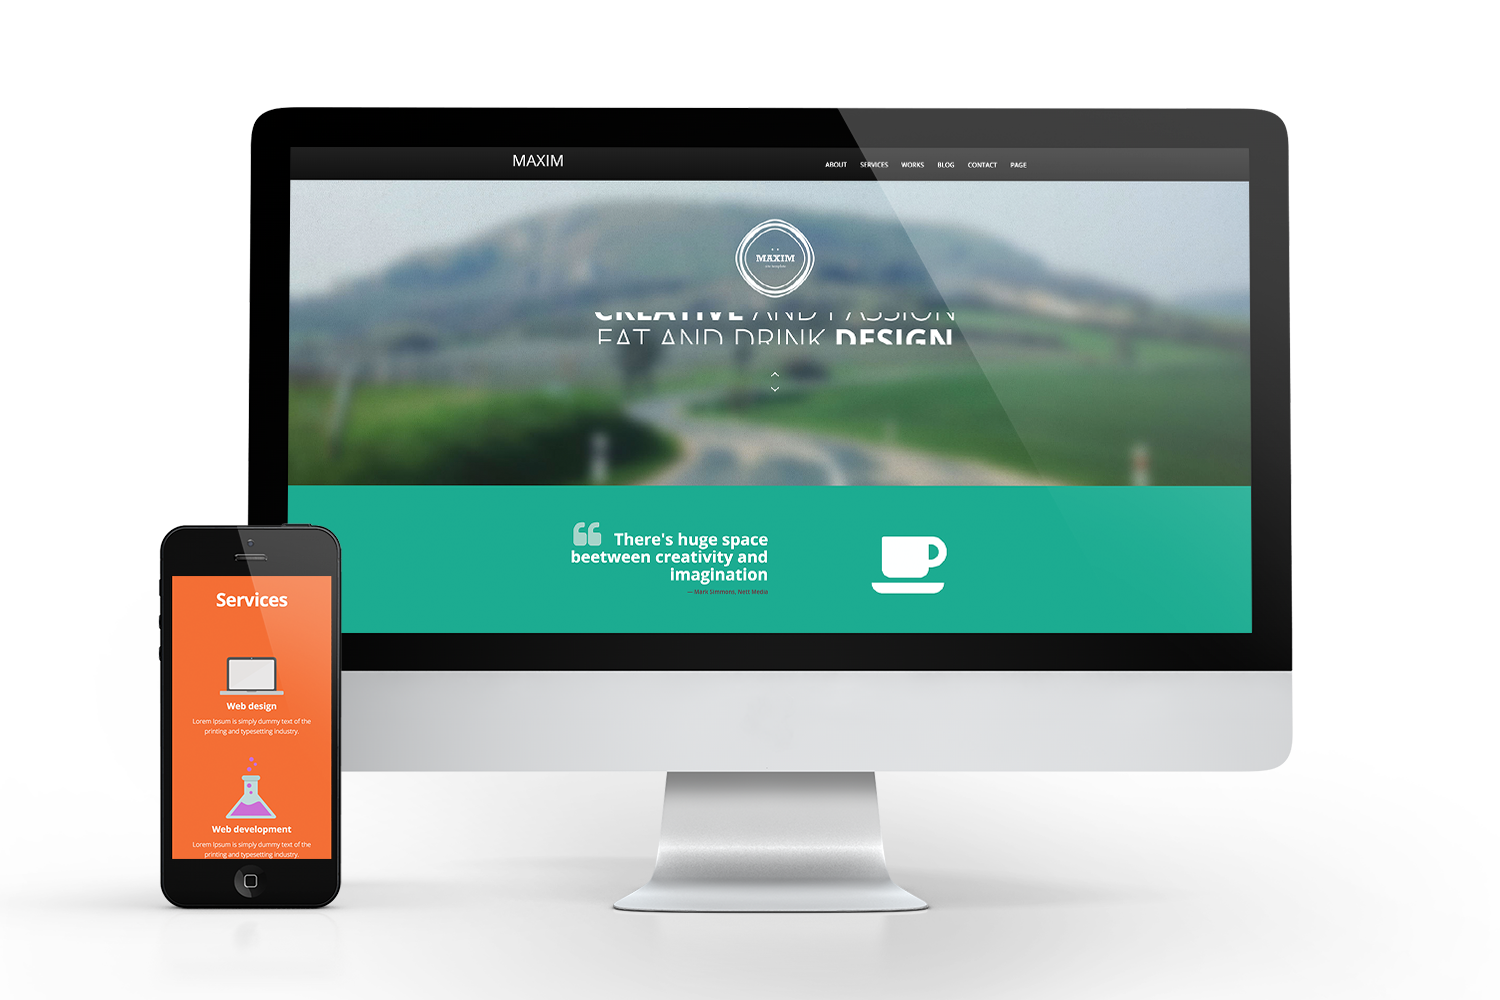 MAXIM
ABOUT SERVICES WORKS BLOG CONTACT PAGE
MAXIM
CREATIVE AND PASSION
EAT AND DRINK DESIGN
“ There's huge space
beetween creativity and
imagination
— Mark Simmons, Nett Media
Services
Web design
Lorem Ipsum is simply dummy text of the
printing and typesetting industry.
Web development
Lorem Ipsum is simply dummy text of the
printing and typesetting industry.